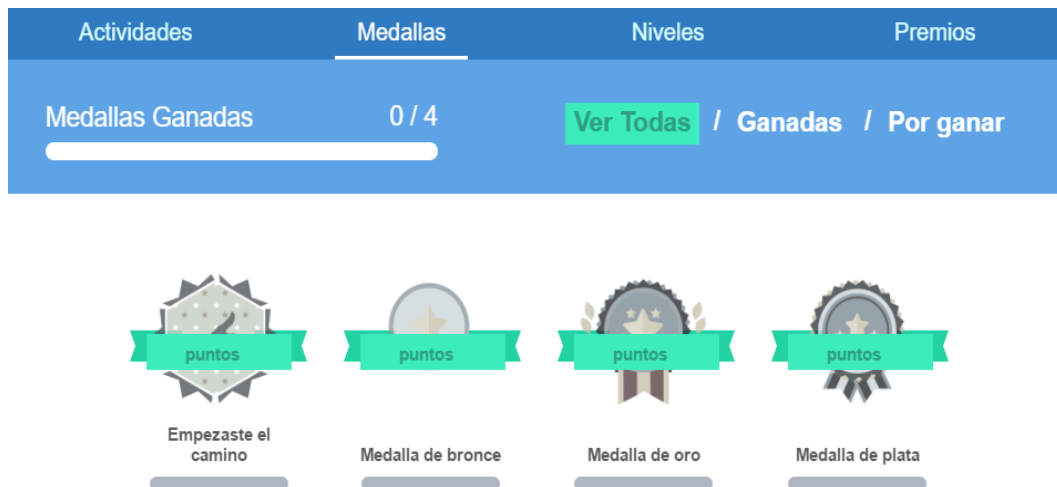 Actividades Medallas Niveles Premios
Medallas Ganadas 0 / 4 Ver Todas / Ganadas / Por ganar
puntos puntos puntos puntos
Empezaste el
camino Medalla de bronce Medalla de oro Medalla de plata